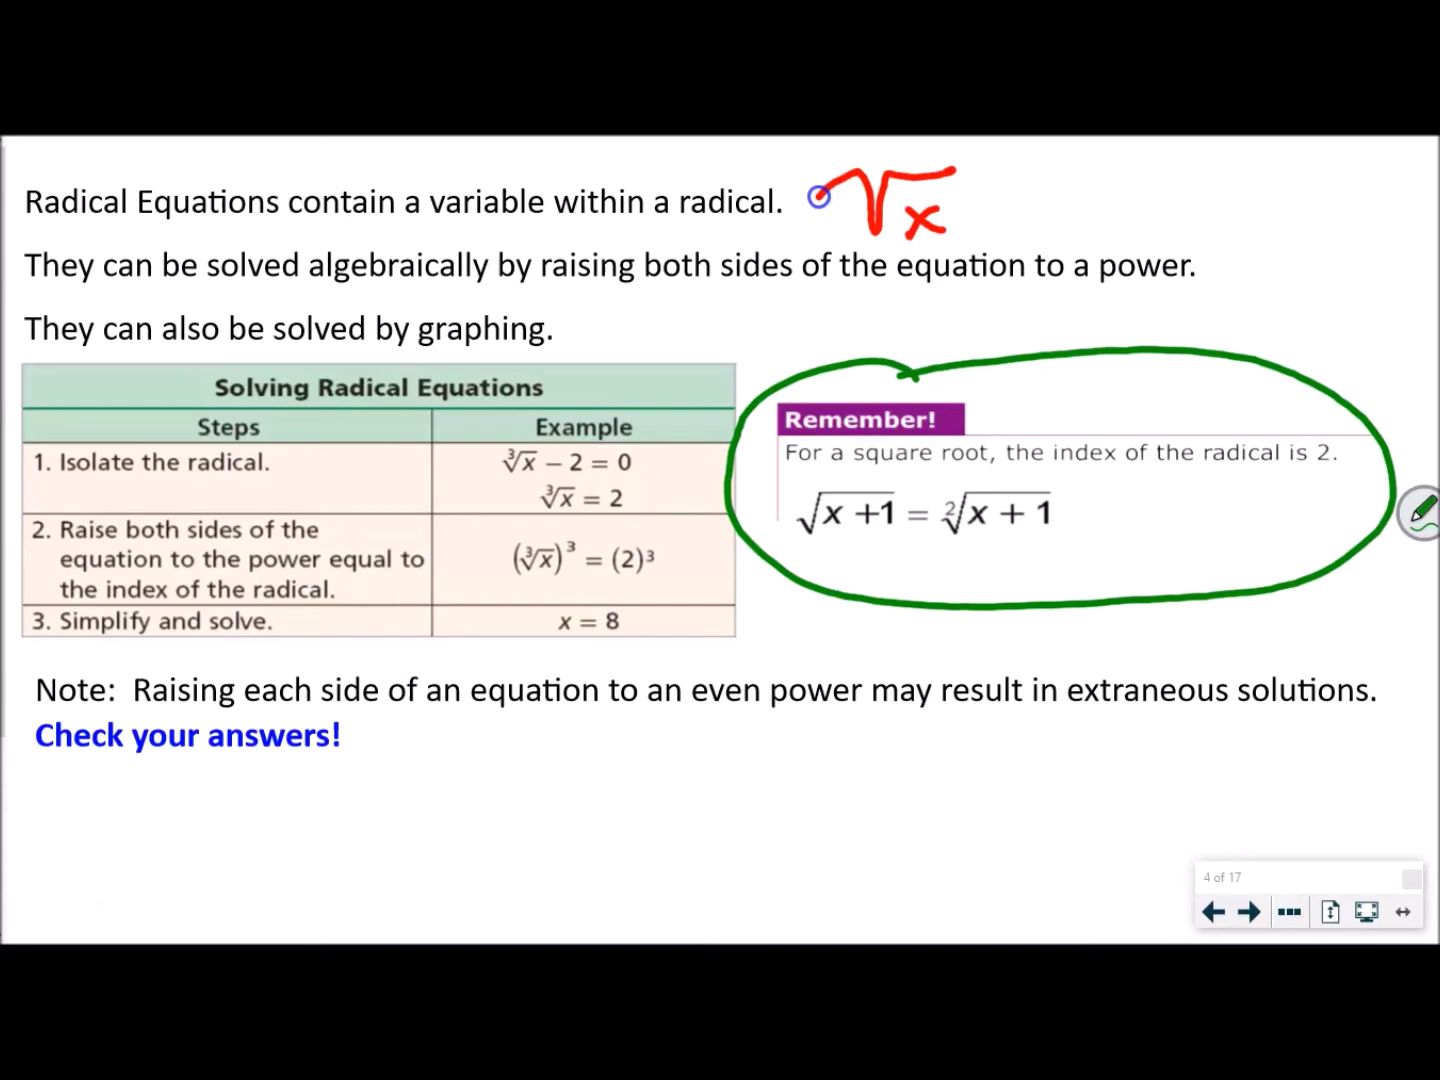 Radical Equations contain a variable within a radical. √x
They can be solved algebraically by raising both sides of the equation to a power.
They can also be solved by graphing.
Solving Radical Equations
Steps Example
1. Isolate the radical. ∛x − 2 = 0
∛x = 2
2. Raise both sides of the
equation to the power equal to (∛x)³ = (2)³
the index of the radical.
3. Simplify and solve. x = 8
Remember!
For a square root, the index of the radical is 2.
√(x +1) = ²√(x + 1)
Note: Raising each side of an equation to an even power may result in extraneous solutions.
Check your answers!
4 of 17